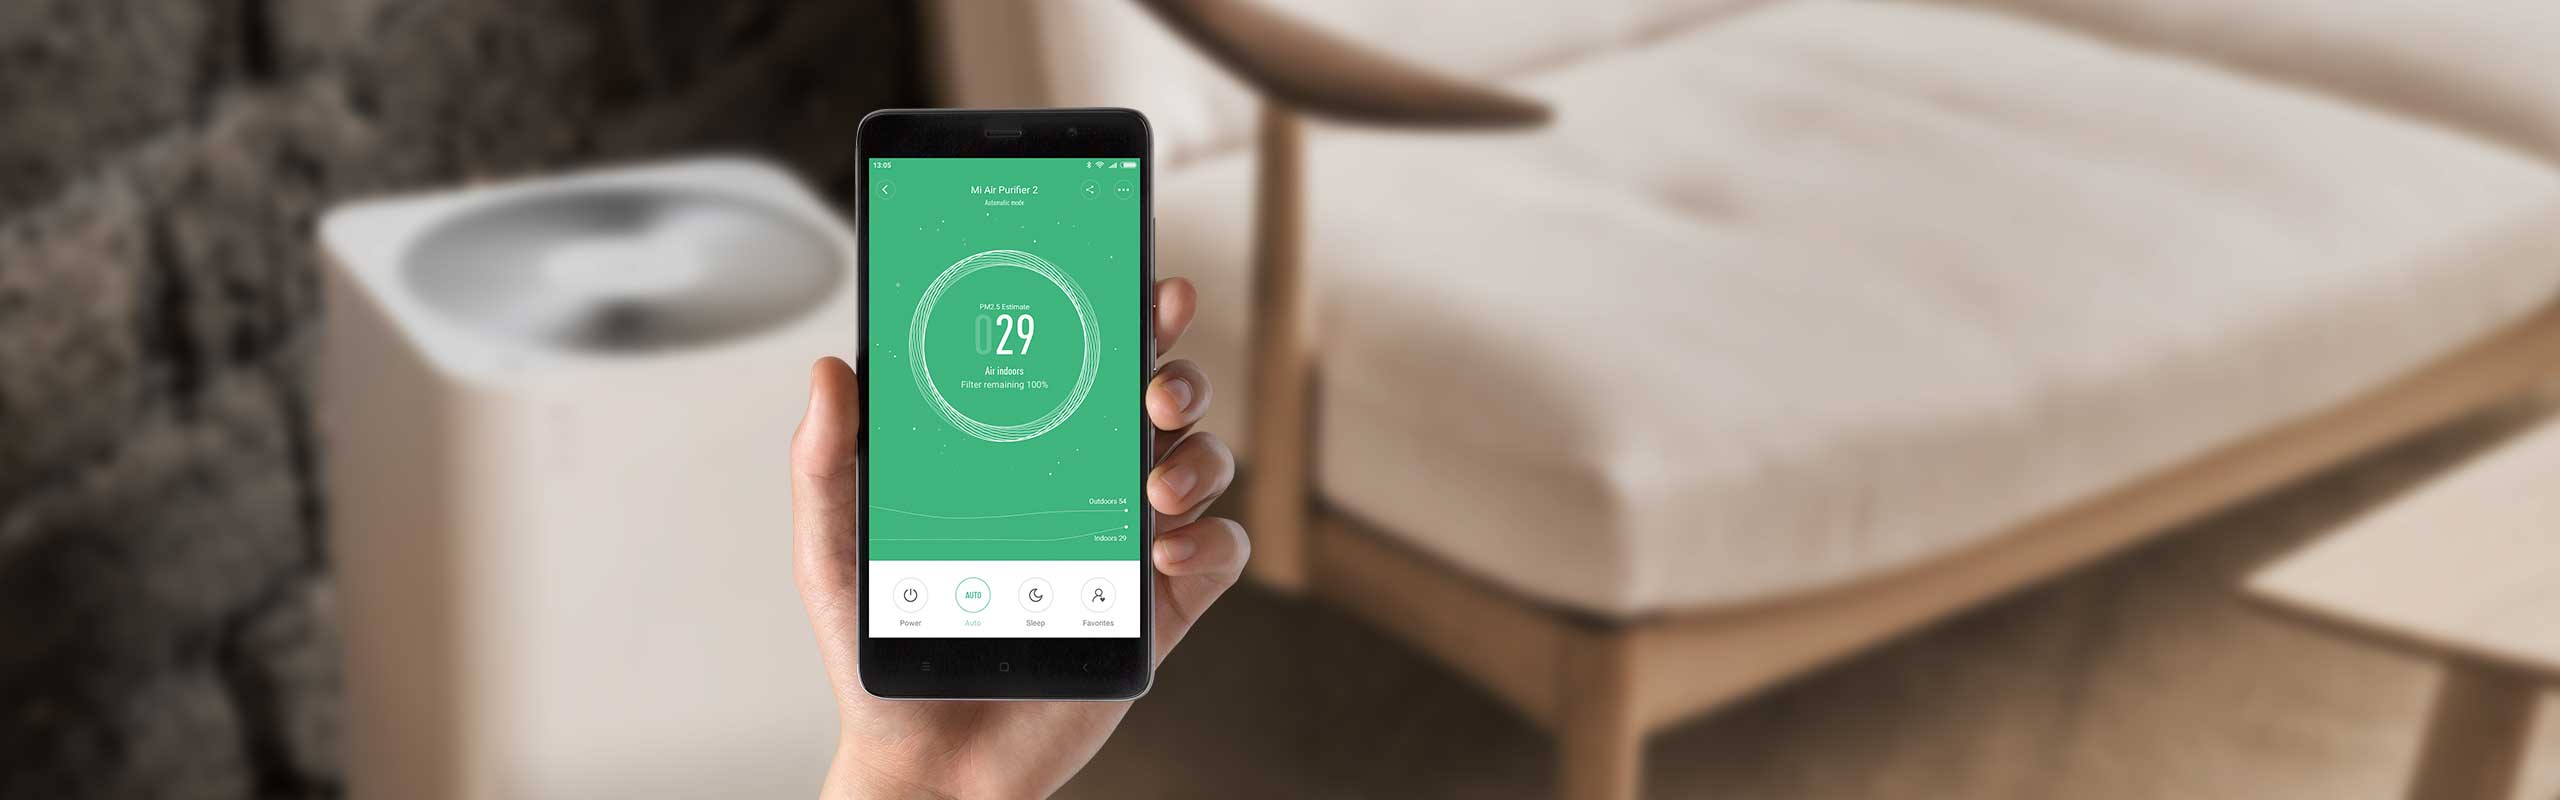 13:05
Mi Air Purifier 2
Automatic mode
PM2.5 Estimate
029
Air indoors
Filter remaining 100%
Outdoors 54
Indoors 29
AUTO
Power
Auto
Sleep
Favorites